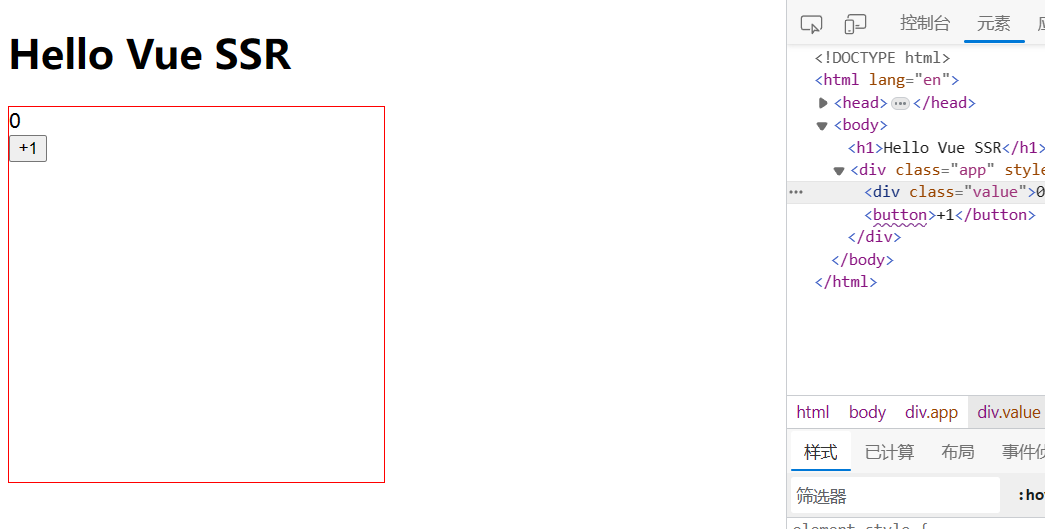 Hello Vue SSR
0
+1
控制台 元素
<!DOCTYPE html>
<html lang="en">
<head> ··· </head>
<body>
<h1>Hello Vue SSR</h1>
<div class="app" style
··· <div class="value">0
<button>+1</button>
</div>
</body>
</html>
html body div.app div.value
样式 已计算 布局 事件侦
筛选器 :ho
element.style {